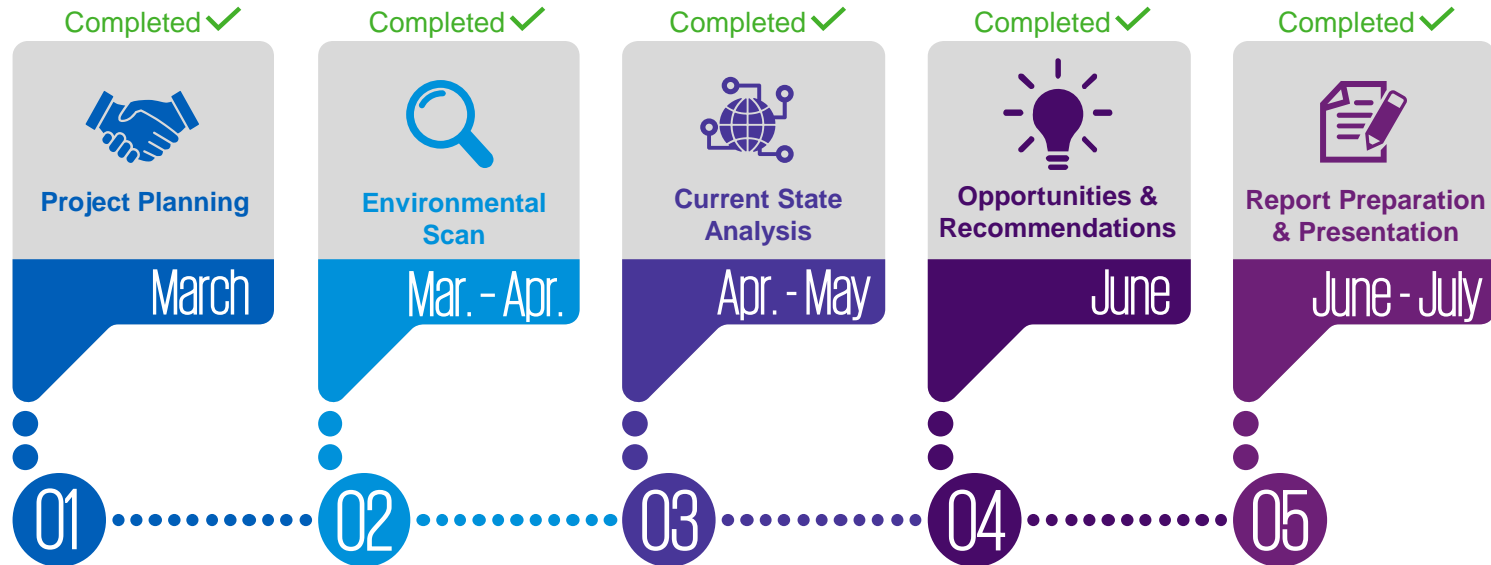 Completed
Completed
Completed
Completed
Completed
Project Planning
Environmental
Scan
Current State
Analysis
Opportunities &
Recommendations
Report Preparation
& Presentation
March
Mar. - Apr.
Apr. - May
June
June - July
01
02
03
04
05